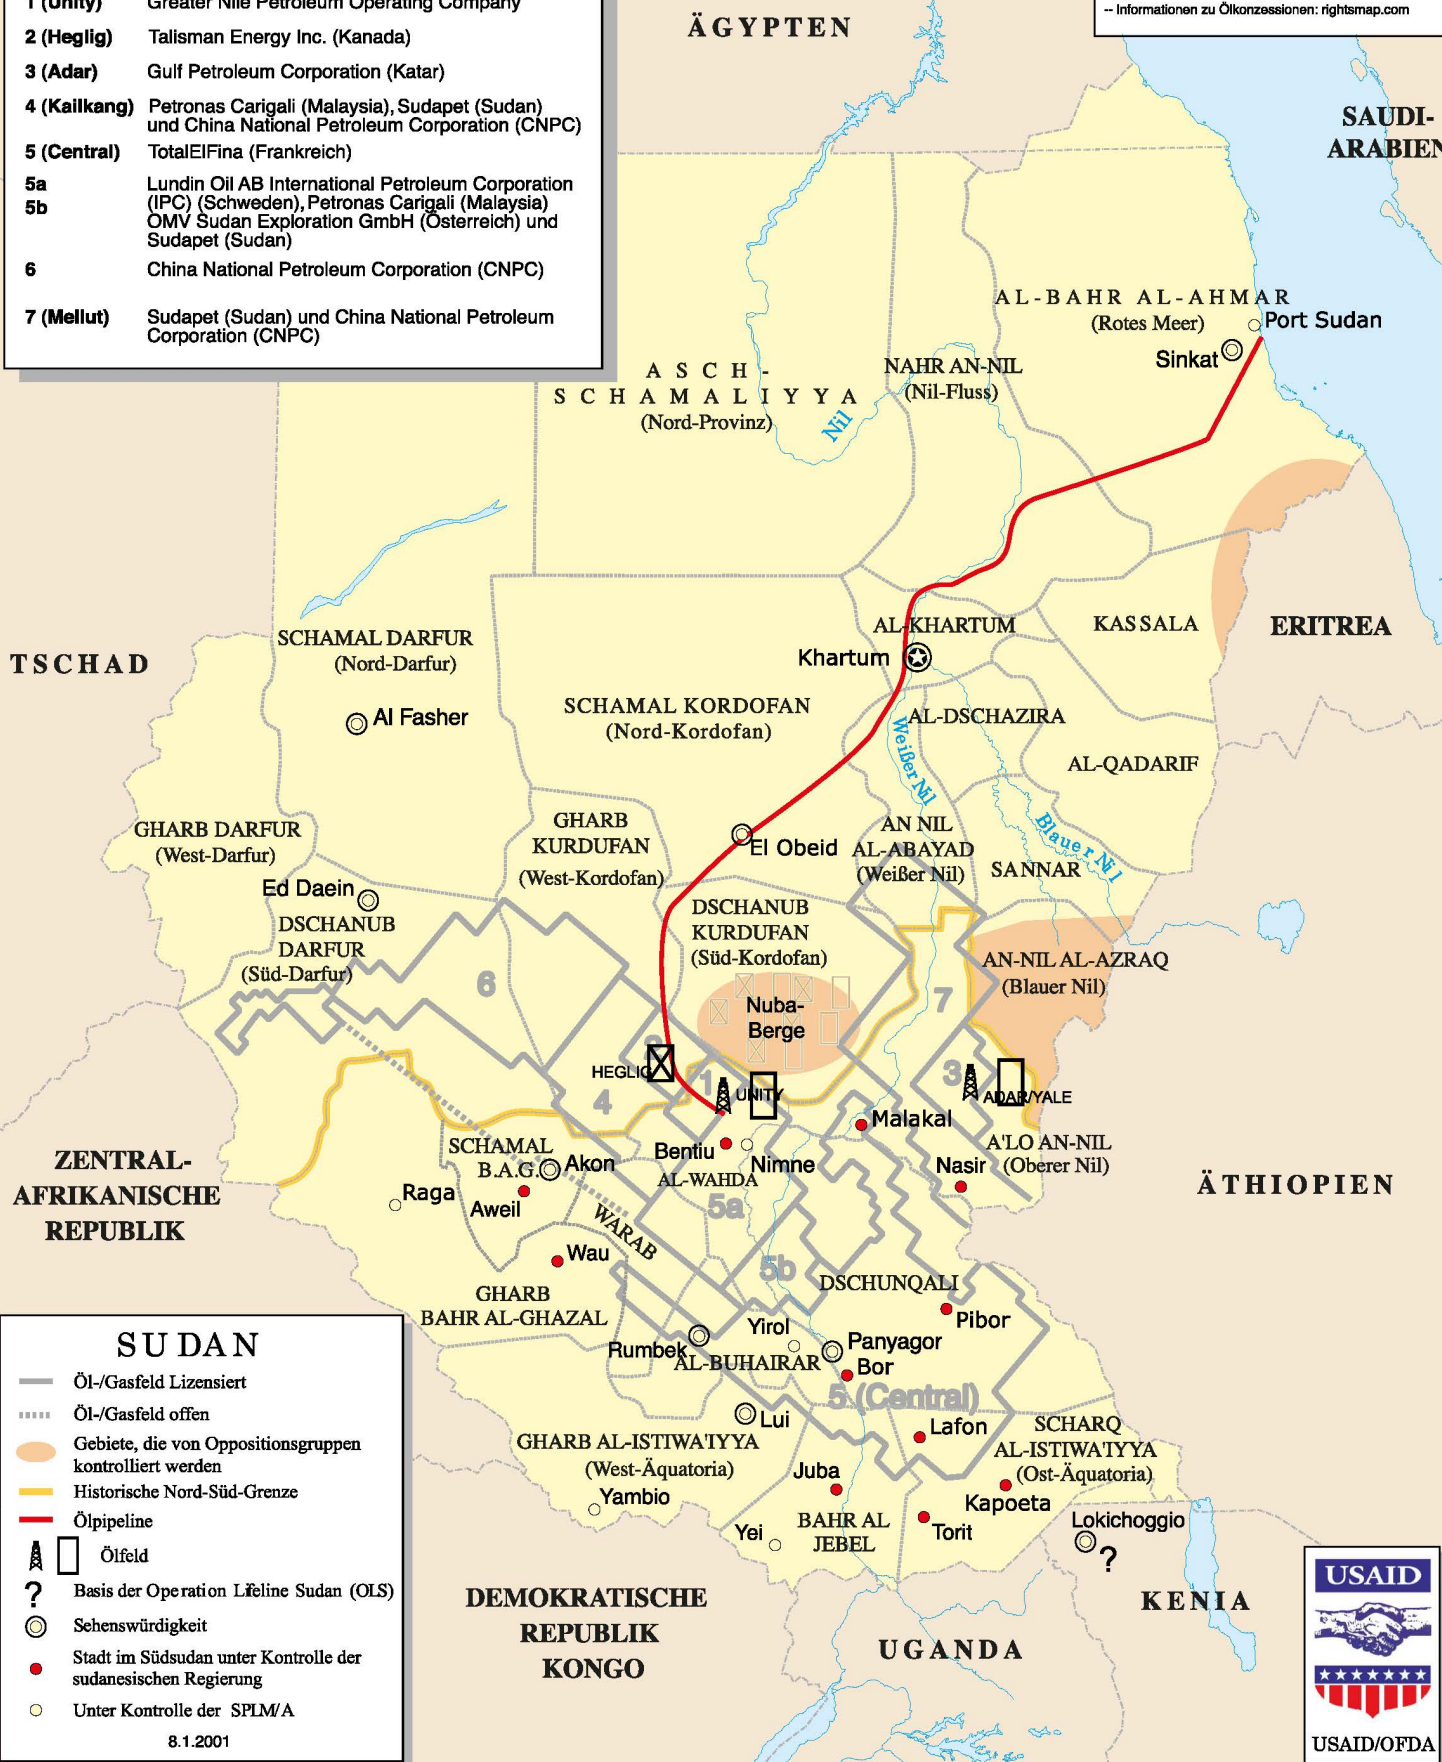 1 (Unity) Greater Nile Petroleum Operating Company
2 (Heglig) Talisman Energy Inc. (Kanada)
3 (Adar) Gulf Petroleum Corporation (Katar)
4 (Kailkang) Petronas Carigali (Malaysia), Sudapet (Sudan)
und China National Petroleum Corporation (CNPC)
5 (Central) TotalElFina (Frankreich)
5a Lundin Oil AB International Petroleum Corporation
5b (IPC) (Schweden), Petronas Carigali (Malaysia)
OMV Sudan Exploration GmbH (Österreich) und
Sudapet (Sudan)
6 China National Petroleum Corporation (CNPC)
7 (Mellut) Sudapet (Sudan) und China National Petroleum
Corporation (CNPC)
-- Informationen zu Ölkonzessionen: rightsmap.com
ÄGYPTEN
SAUDI-
ARABIEN
AL-BAHR AL-AHMAR
(Rotes Meer)
Port Sudan
Sinkat
ASCH-
SCHAMALIYYA
(Nord-Provinz)
NAHR AN-NIL
(Nil-Fluss)
Nil
TSCHAD
SCHAMAL DARFUR
(Nord-Darfur)
Al Fasher
SCHAMAL KORDOFAN
(Nord-Kordofan)
AL-KHARTUM
Khartum
KASSALA
ERITREA
AL-DSCHAZIRA
Weißer Nil
AL-QADARIF
Blauer Nil
GHARB DARFUR
(West-Darfur)
GHARB
KURDUFAN
(West-Kordofan)
El Obeid
AN NIL
AL-ABAYAD
(Weißer Nil)
SANNAR
Ed Daein
DSCHANUB
DARFUR
(Süd-Darfur)
DSCHANUB
KURDUFAN
(Süd-Kordofan)
AN-NIL AL-AZRAQ
(Blauer Nil)
6
7
Nuba-
Berge
2
HEGLIG
1
UNITY
3
ADAR/YALE
4
Malakal
SCHAMAL
B.A.G.
Akon
Bentiu
Nimne
AL-WAHDA
A'LO AN-NIL
(Oberer Nil)
Nasir
ZENTRAL-
AFRIKANISCHE
REPUBLIK
ÄTHIOPIEN
Raga
Aweil
WARAB
5a
Wau
5b
DSCHUNQALI
GHARB
BAHR AL-GHAZAL
Pibor
Yirol
Rumbek
AL-BUHAIRAR
Panyagor
Bor
5 (Central)
Lui
Lafon
GHARB AL-ISTIWA'IYYA
(West-Äquatoria)
SCHARQ
AL-ISTIWA'IYYA
(Ost-Äquatoria)
Juba
Yambio
Kapoeta
Yei
BAHR AL
JEBEL
Torit
Lokichoggio
?
DEMOKRATISCHE
REPUBLIK
KONGO
UGANDA
KENIA
SUDAN
Öl-/Gasfeld Lizensiert
Öl-/Gasfeld offen
Gebiete, die von Oppositionsgruppen
kontrolliert werden
Historische Nord-Süd-Grenze
Ölpipeline
Ölfeld
? Basis der Operation Lifeline Sudan (OLS)
Sehenswürdigkeit
Stadt im Südsudan unter Kontrolle der
sudanesischen Regierung
Unter Kontrolle der SPLM/A
8.1.2001
USAID
USAID/OFDA